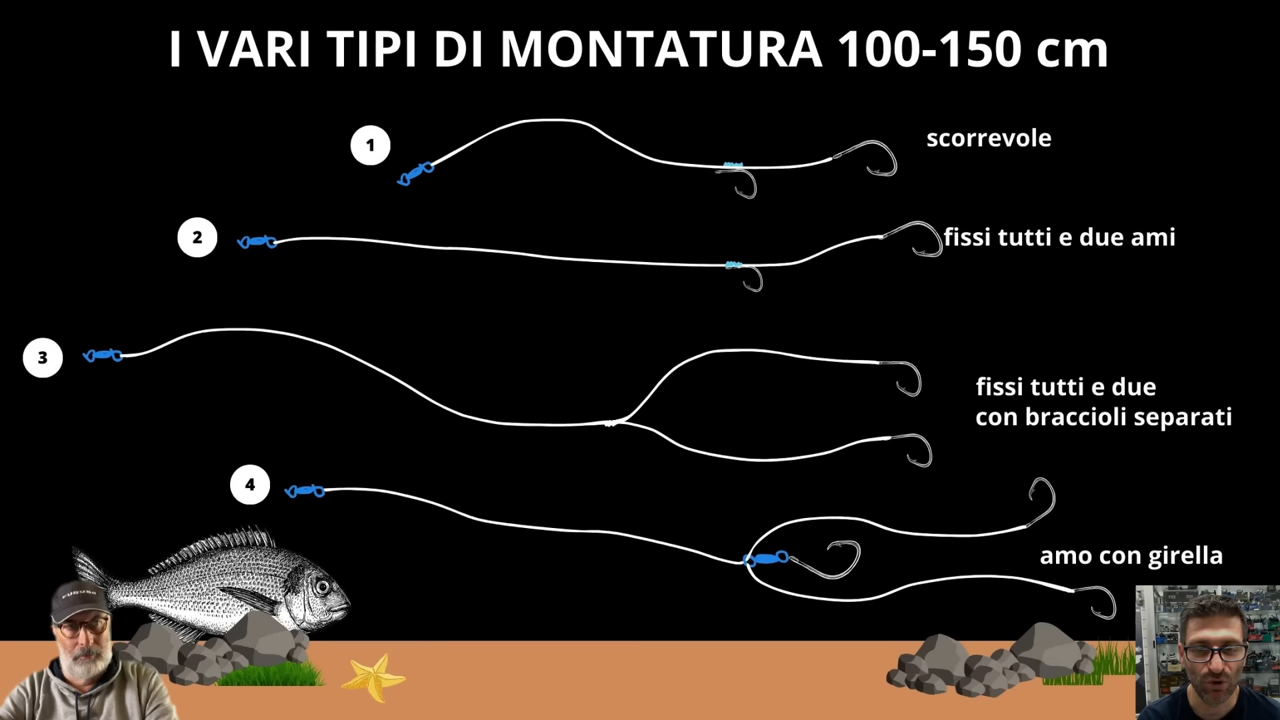 I VARI TIPI DI MONTATURA 100-150 cm
1
scorrevole
2
fissi tutti e due ami
3
fissi tutti e due
con braccioli separati
4
amo con girella